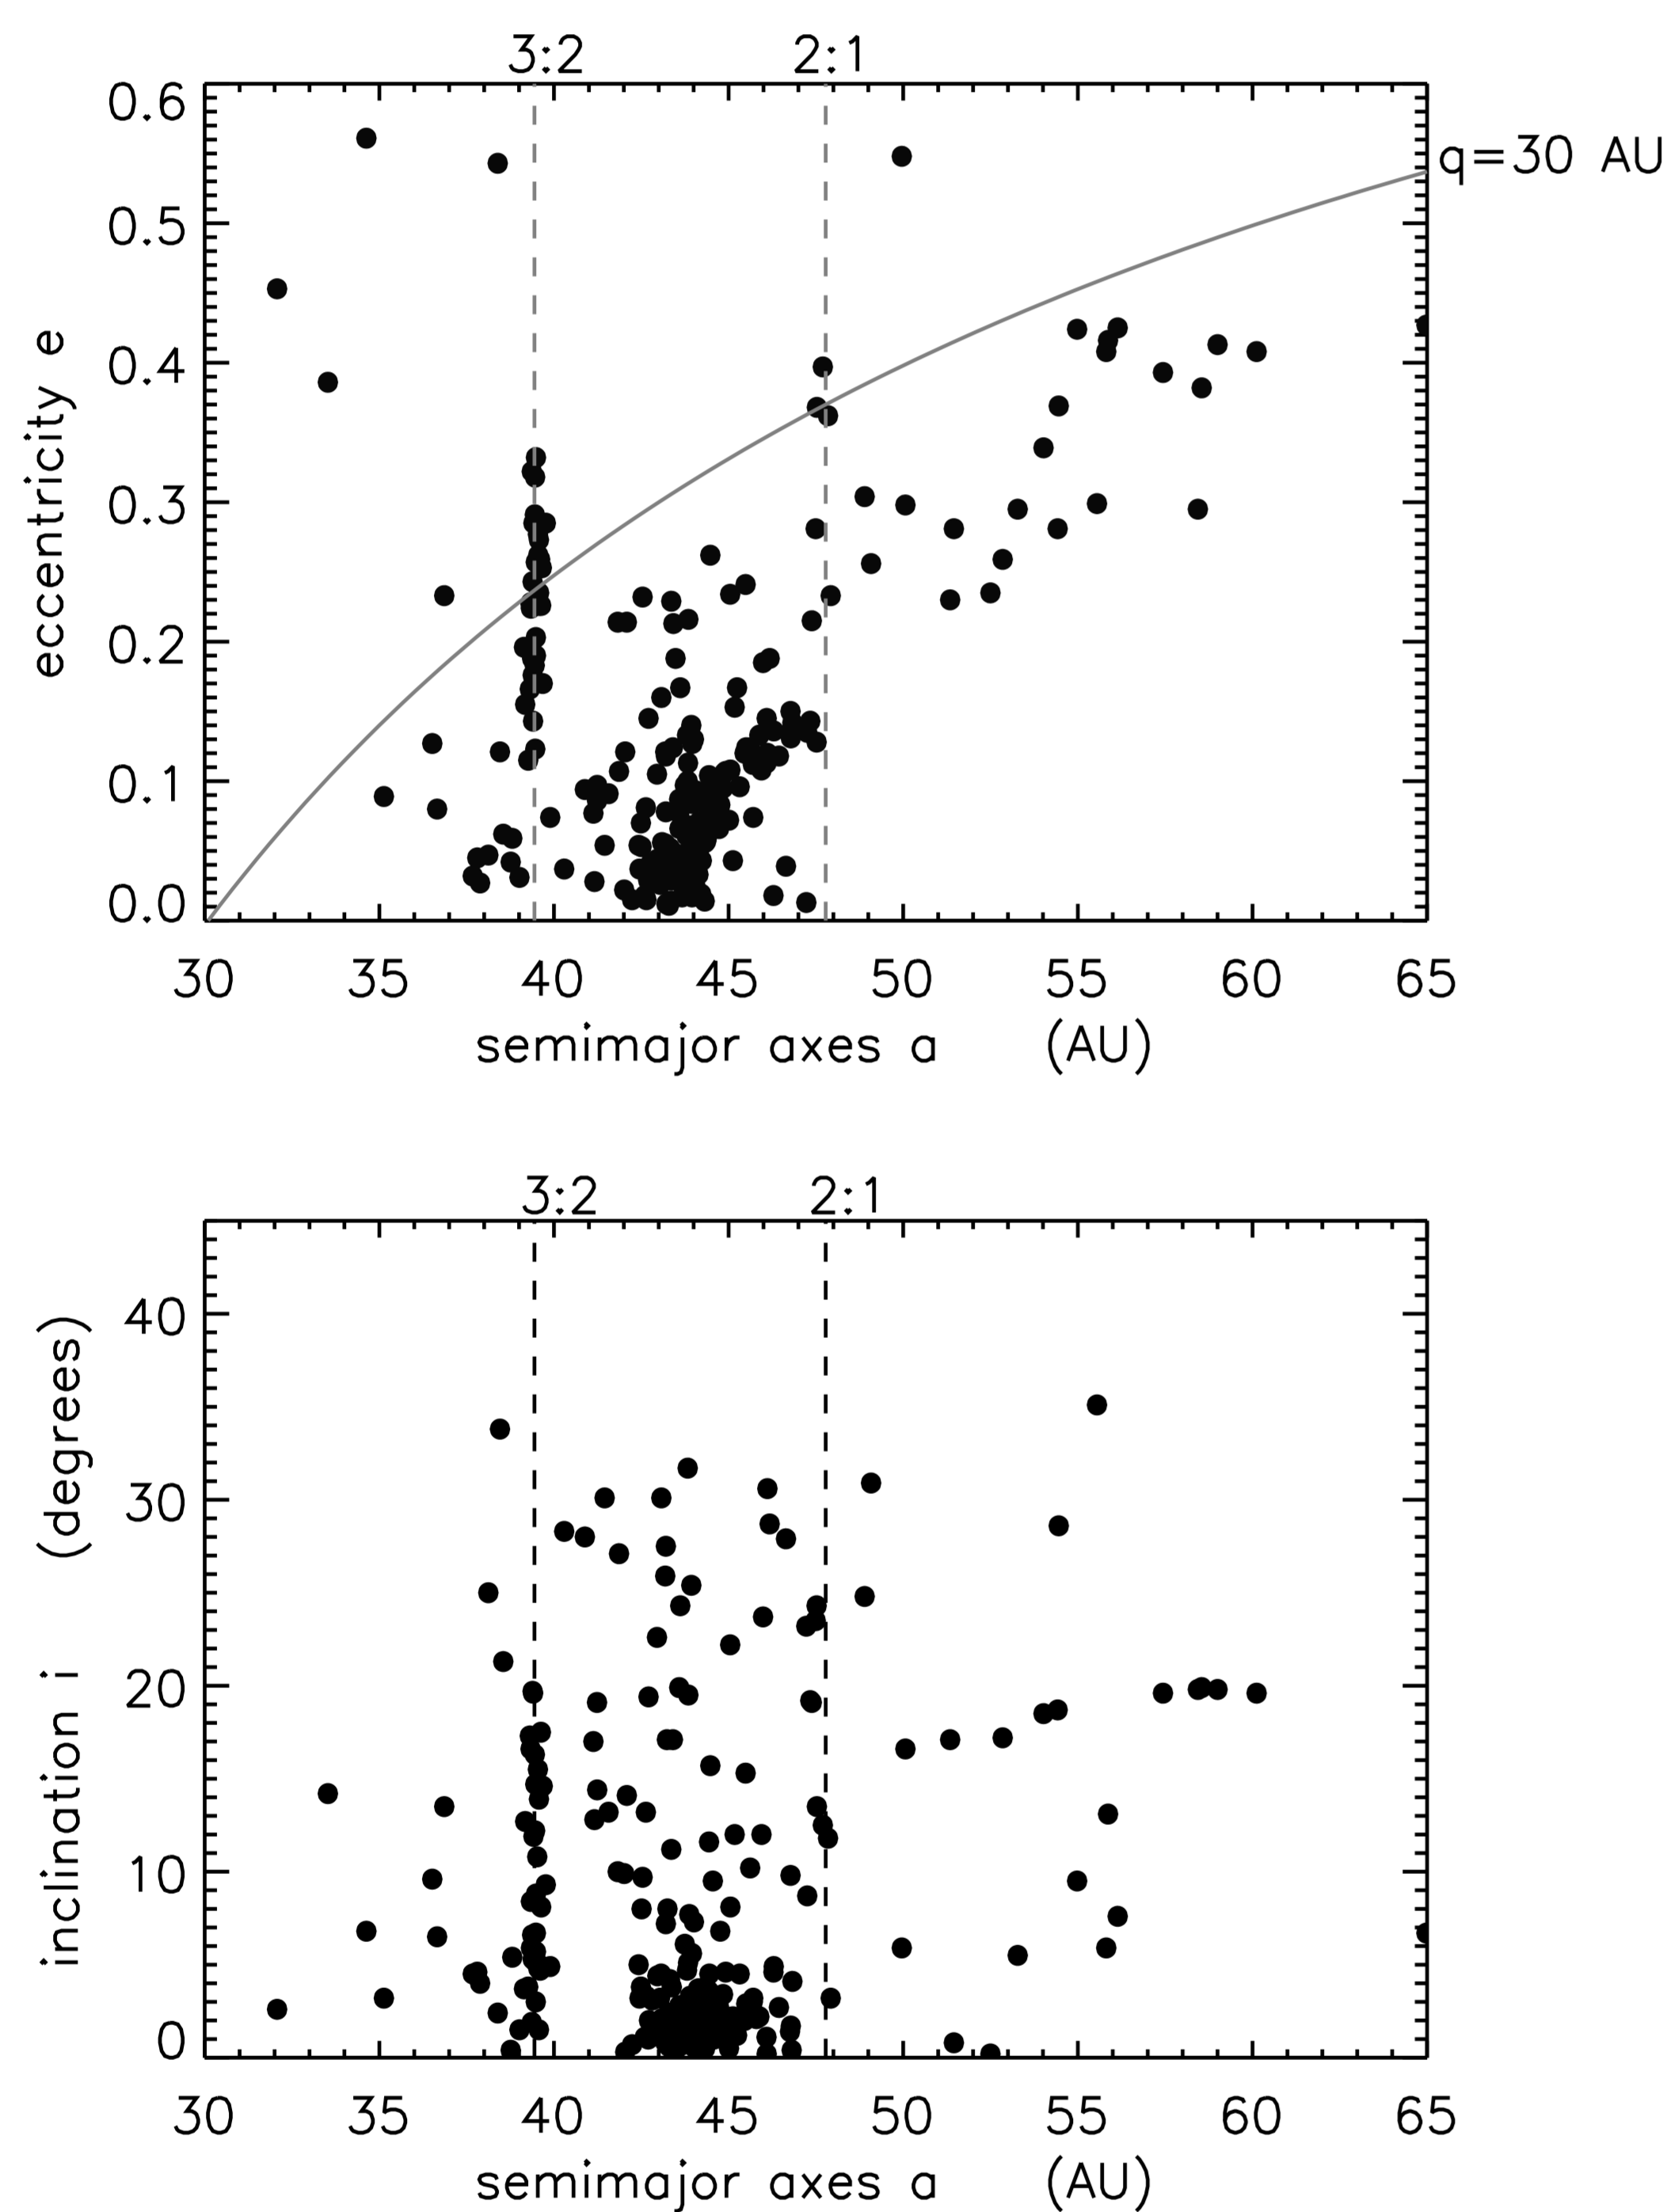 3:2 2:1
0.6
q=30 AU
0.5
0.4
0.3
0.2
0.1
0.0
eccentricity e
30 35 40 45 50 55 60 65
semimajor axes a (AU)
3:2 2:1
40
30
20
10
0
inclination i (degrees)
30 35 40 45 50 55 60 65
semimajor axes a (AU)